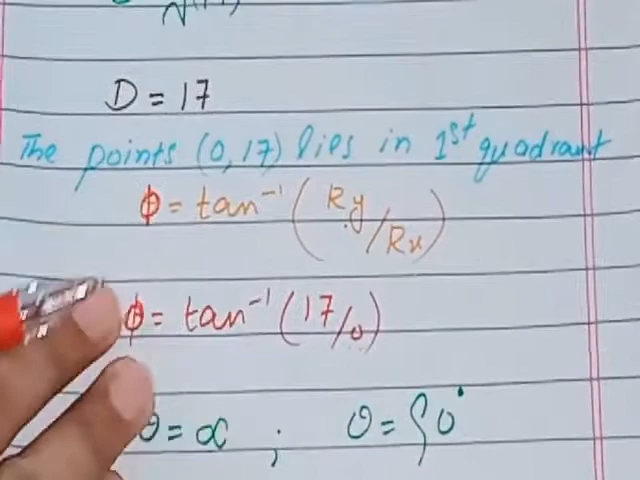 D = 17
The points (0,17) lies in 1st quadrant
ϕ = tan⁻¹ (Ry/Rx)
ϕ = tan⁻¹ (17/0)
θ = ∝ ; θ = 90°